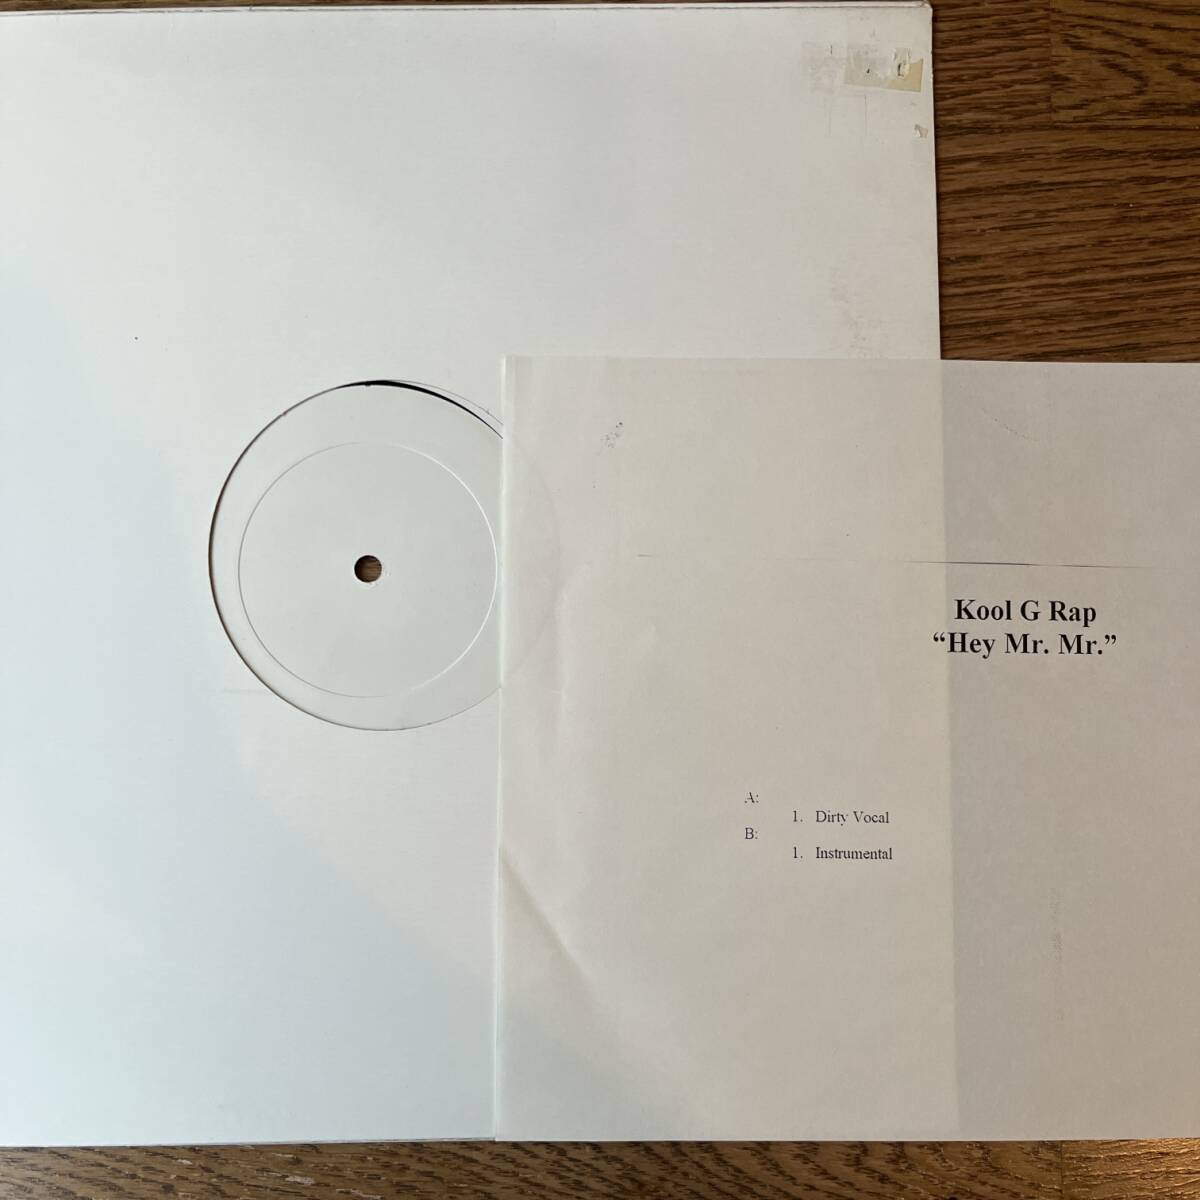 Kool G Rap
“Hey Mr. Mr.”
A:
1. Dirty Vocal
B:
1. Instrumental